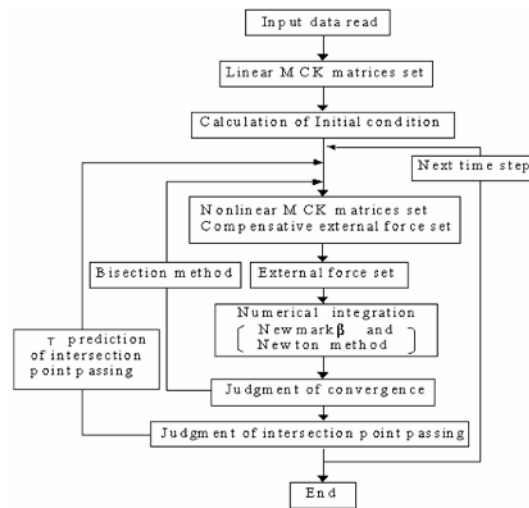 Input data read
Linear MCK matrices set
Calculation of Initial condition
Next time step
Nonlinear MCK matrices set
Compensative external force set
Bisection method
External force set
Numerical integration
( Newmark β and
Newton method )
τ prediction
of intersection
point passing
Judgment of convergence
Judgment of intersection point passing
End